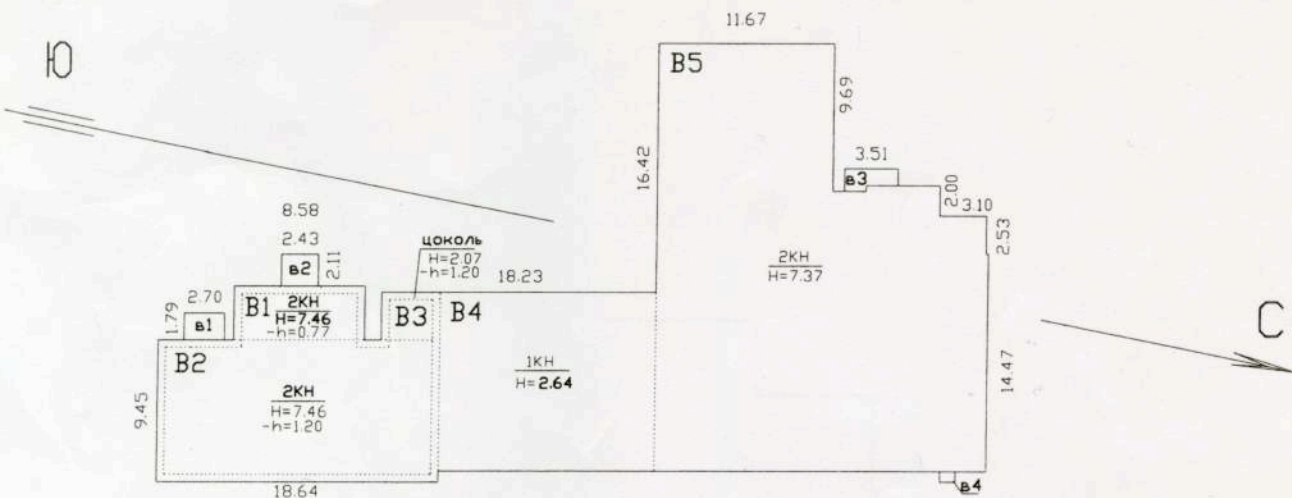 11.67
Ю
В5
9.69
3.51
в3
16.42
2.00
3.10
2.53
8.58
2.43
в2
2.11
цоколь
Н=2.07
-h=1.20
18.23
2КН
Н=7.37
2.70
1.79
в1
В1
2КН
Н=7.46
-h=0.77
В3
В4
С
В2
1КН
Н=2.64
14.47
9.45
2КН
Н=7.46
-h=1.20
18.64
в4